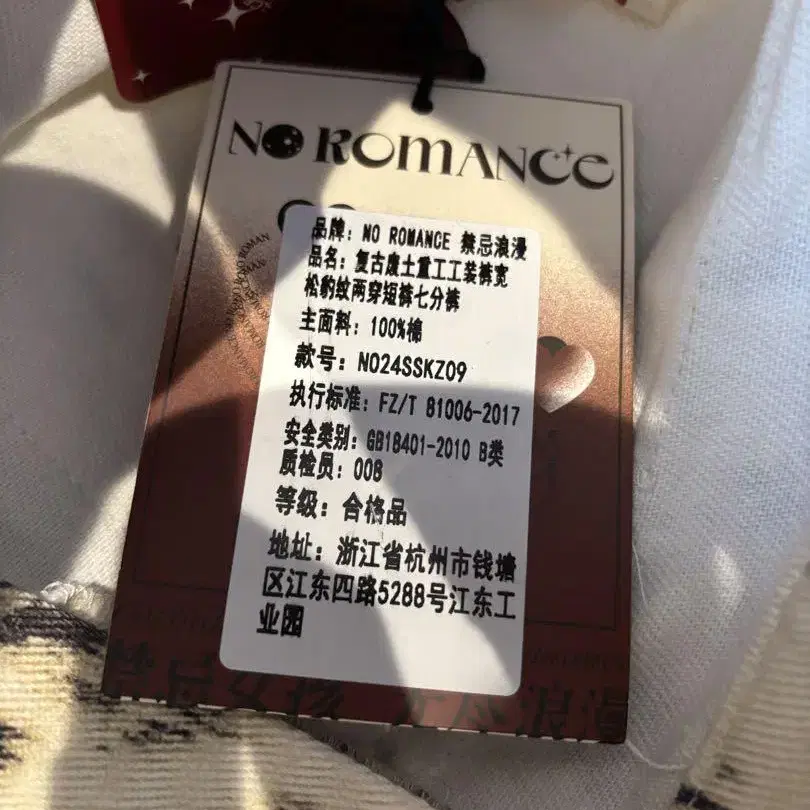 NO ROMANCE
品牌：NO ROMANCE 禁忌浪漫
品名：复古废土重工工装裤宽
松豹纹两穿短裤七分裤
主面料：100%棉
款号：NO24SSKZ09
执行标准：FZ/T 81006-2017
安全类别：GB18401-2010 B类
质检员：008
等级：合格品
地址：浙江省杭州市钱塘
区江东四路5288号江东工
业园